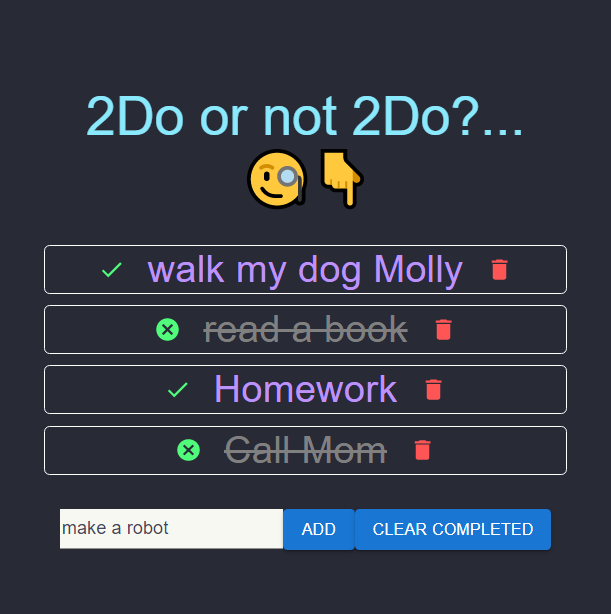 2Do or not 2Do?...
🧐👇
walk my dog Molly
read a book
Homework
Call Mom
make a robot ADD CLEAR COMPLETED